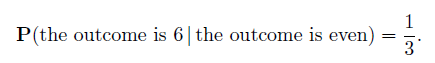 P(the outcome is 6 | the outcome is even) = 1/3.